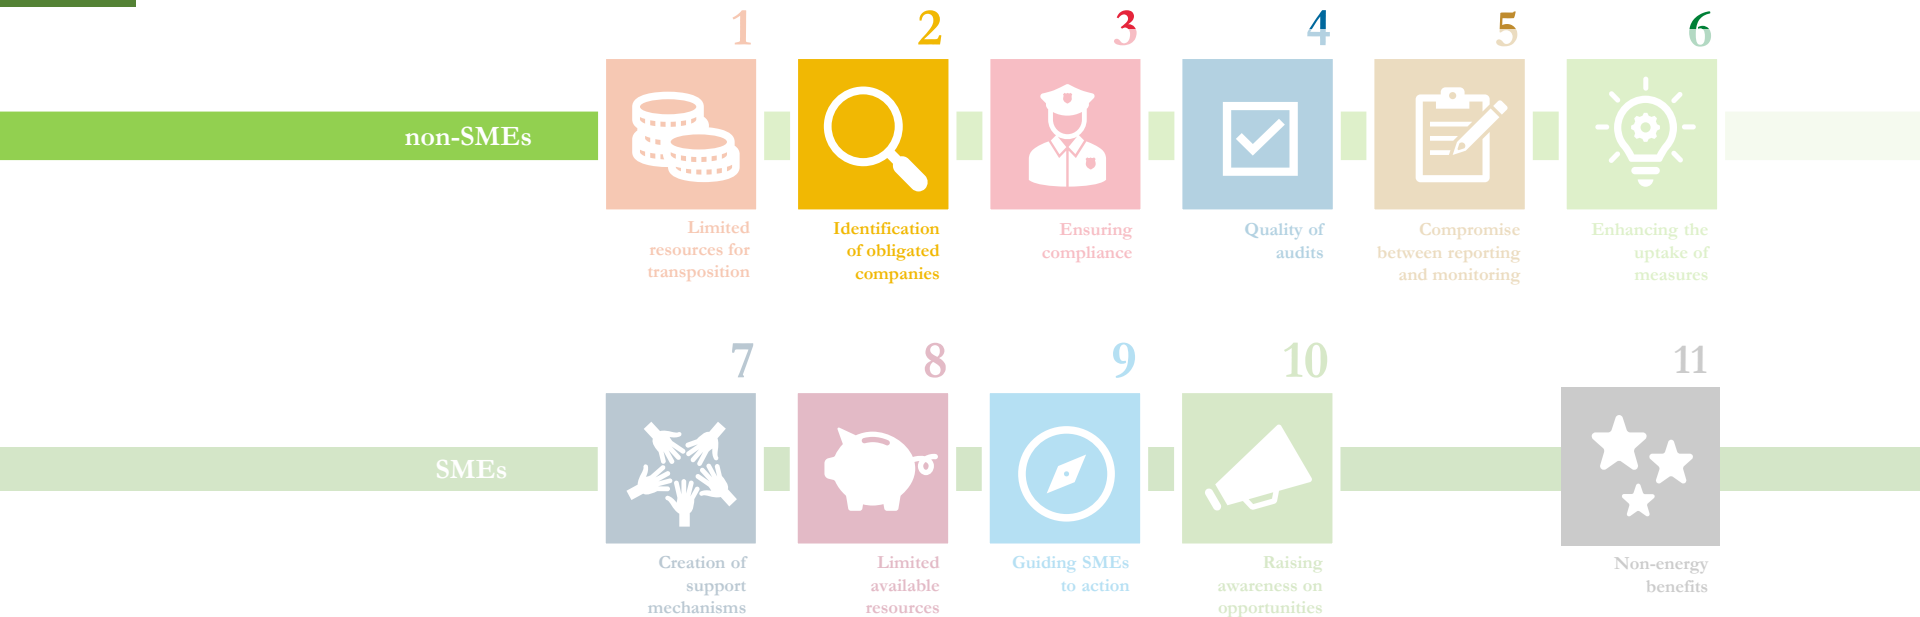 1
2
3
4
5
6
non-SMEs
Limited
resources for
transposition
Identification
of obligated
companies
Ensuring
compliance
Quality of
audits
Compromise
between reporting
and monitoring
Enhancing the
uptake of
measures
7
8
9
10
11
SMEs
Creation of
support
mechanisms
Limited
available
resources
Guiding SMEs
to action
Raising
awareness on
opportunities
Non-energy
benefits